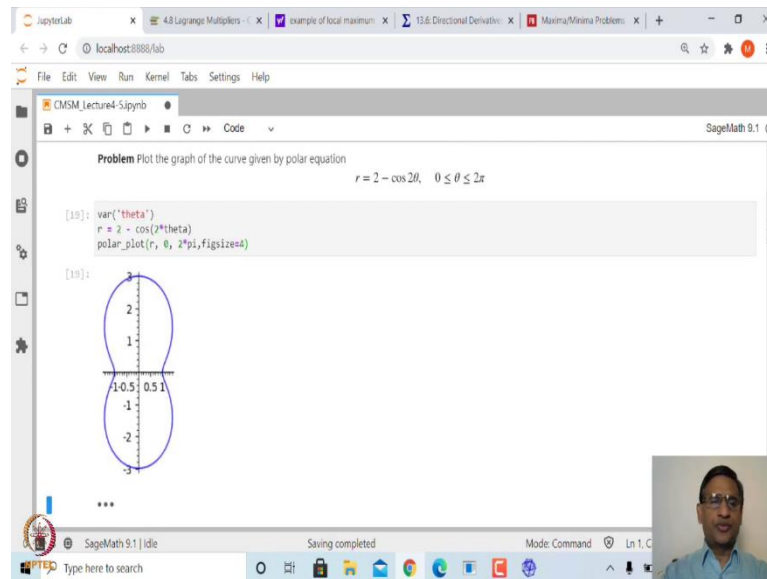 JupyterLab
4.8 Lagrange Multipliers - C
example of local maximum
13.6: Directional Derivative
Maxima/Minima Problems
localhost:8888/lab
File Edit View Run Kernel Tabs Settings Help
CMSM_Lecture4-5.ipynb
Code
SageMath 9.1
Problem Plot the graph of the curve given by polar equation
r = 2 − cos 2θ, 0 ≤ θ ≤ 2π
[19]: var('theta')
r = 2 - cos(2*theta)
polar_plot(r, 0, 2*pi,figsize=4)
[19]:
3
2
1
-1-0.5 0.5 1
-1
-2
-3
SageMath 9.1 | Idle
Saving completed
Mode: Command
Ln 1, C
NPTEL
Type here to search